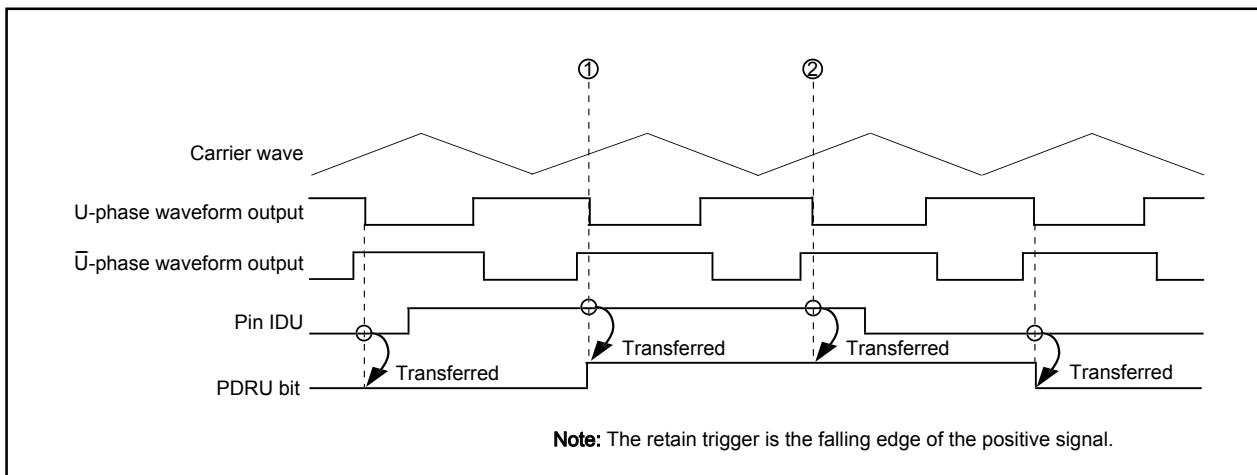 ① ②
Carrier wave
U-phase waveform output
U̅-phase waveform output
Pin IDU
Transferred Transferred
Transferred Transferred
PDRU bit
Note: The retain trigger is the falling edge of the positive signal.